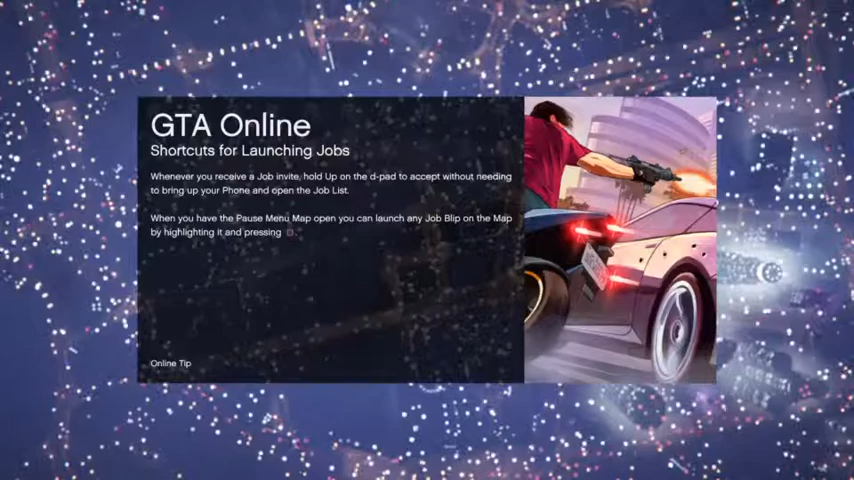 GTA Online
Shortcuts for Launching Jobs
Whenever you receive a Job invite, hold Up on the d-pad to accept without needing
to bring up your Phone and open the Job List.
When you have the Pause Menu Map open you can launch any Job Blip on the Map
by highlighting it and pressing
Online Tip